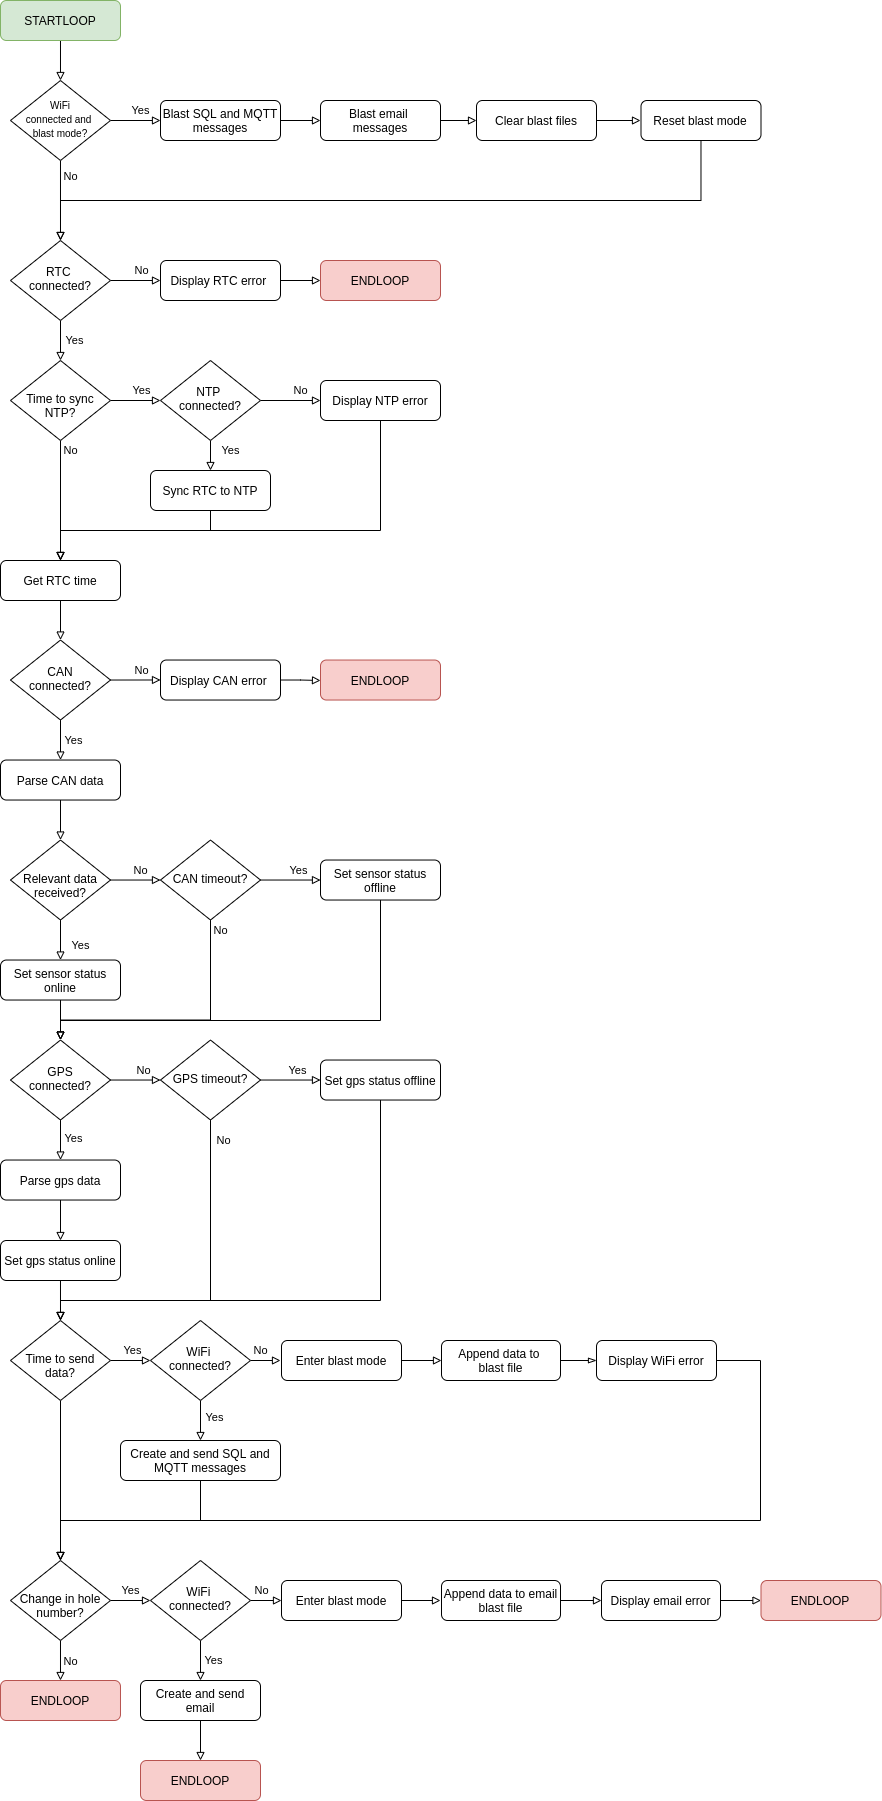 STARTLOOP
WiFi
connected and
blast mode?
Yes
Blast SQL and MQTT
messages
Blast email
messages
Clear blast files
Reset blast mode
No
RTC
connected?
No
Display RTC error
ENDLOOP
Yes
Time to sync
NTP?
Yes
NTP
connected?
No
Display NTP error
No
Yes
Sync RTC to NTP
Get RTC time
CAN
connected?
No
Display CAN error
ENDLOOP
Yes
Parse CAN data
Relevant data
received?
No
CAN timeout?
Yes
Set sensor status
offline
No
Yes
Set sensor status
online
GPS
connected?
No
GPS timeout?
Yes
Set gps status offline
Yes
No
Parse gps data
Set gps status online
Time to send
data?
Yes
WiFi
connected?
No
Enter blast mode
Append data to
blast file
Display WiFi error
Yes
Create and send SQL and
MQTT messages
Change in hole
number?
Yes
WiFi
connected?
No
Enter blast mode
Append data to email
blast file
Display email error
ENDLOOP
No
Yes
ENDLOOP
Create and send
email
ENDLOOP